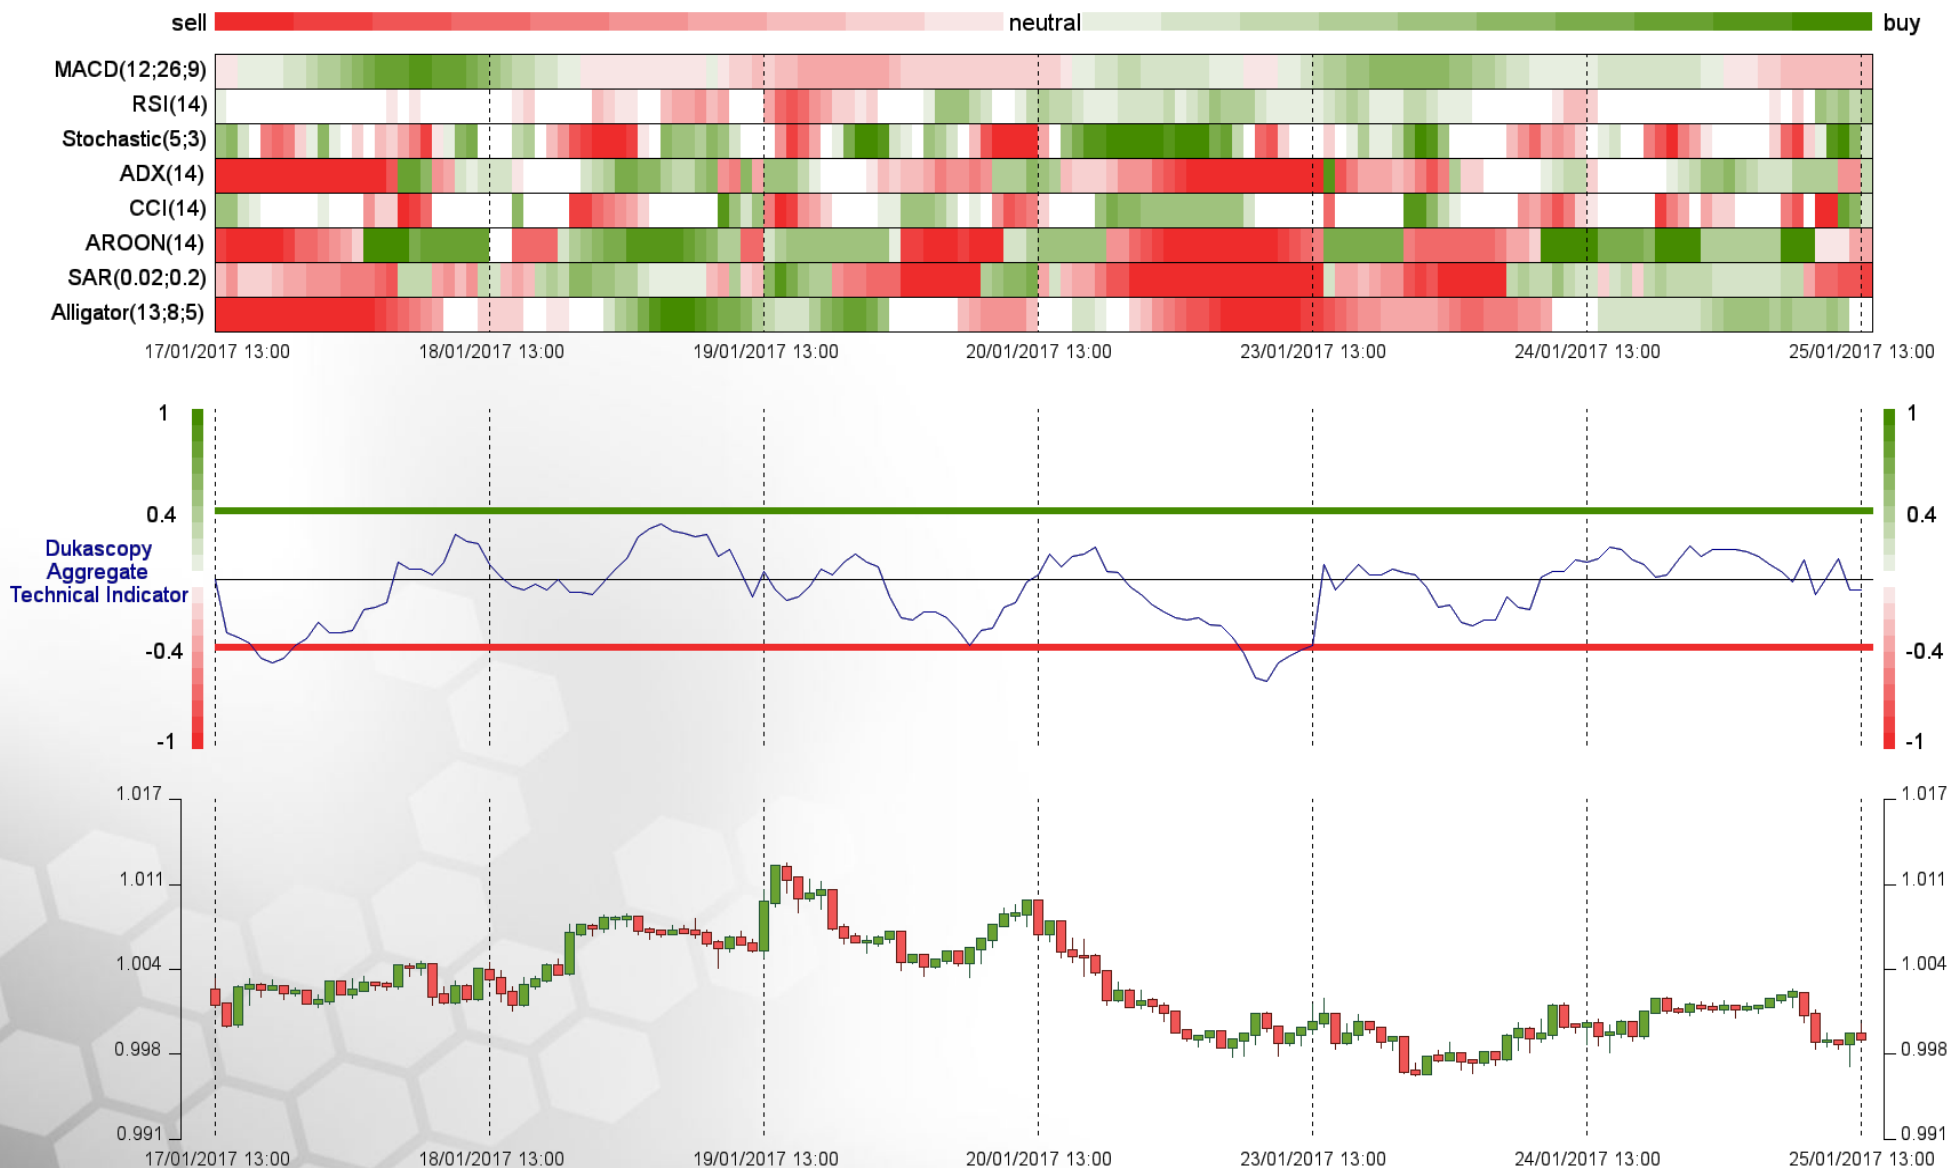 sell neutral buy
MACD(12;26;9)
RSI(14)
Stochastic(5;3)
ADX(14)
CCI(14)
AROON(14)
SAR(0.02;0.2)
Alligator(13;8;5)
17/01/2017 13:00 18/01/2017 13:00 19/01/2017 13:00 20/01/2017 13:00 23/01/2017 13:00 24/01/2017 13:00 25/01/2017 13:00
1 1
0.4 0.4
Dukascopy
Aggregate
Technical Indicator
-0.4 -0.4
-1 -1
1.017 1.017
1.011 1.011
1.004 1.004
0.998 0.998
0.991 0.991
17/01/2017 13:00 18/01/2017 13:00 19/01/2017 13:00 20/01/2017 13:00 23/01/2017 13:00 24/01/2017 13:00 25/01/2017 13:00